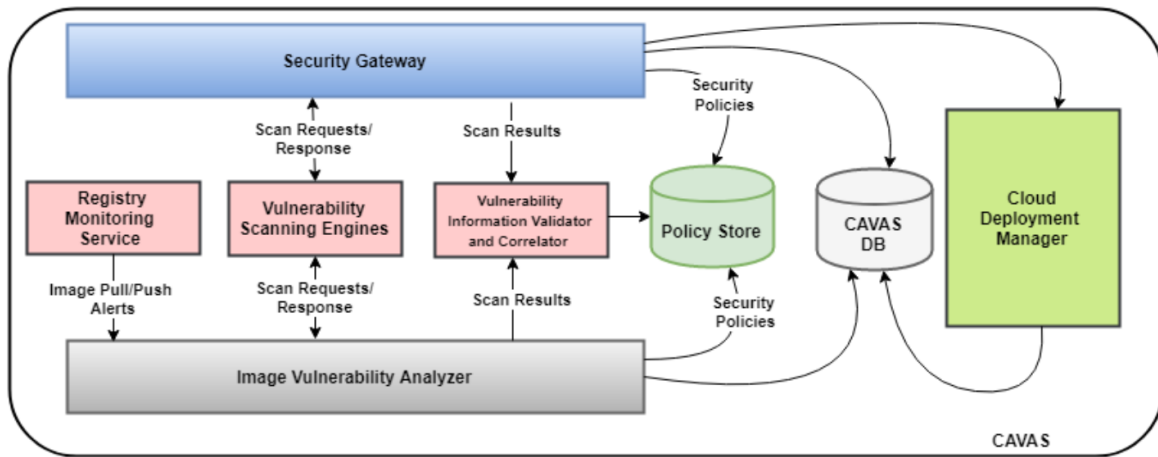 Security Gateway
Security
Policies
Scan Requests/
Response
Scan Results
Registry
Monitoring
Service
Vulnerability
Scanning Engines
Vulnerability
Information Validator
and Correlator
Policy Store
CAVAS
DB
Cloud
Deployment
Manager
Image Pull/Push
Alerts
Scan Requests/
Response
Scan Results
Security
Policies
Image Vulnerability Analyzer
CAVAS